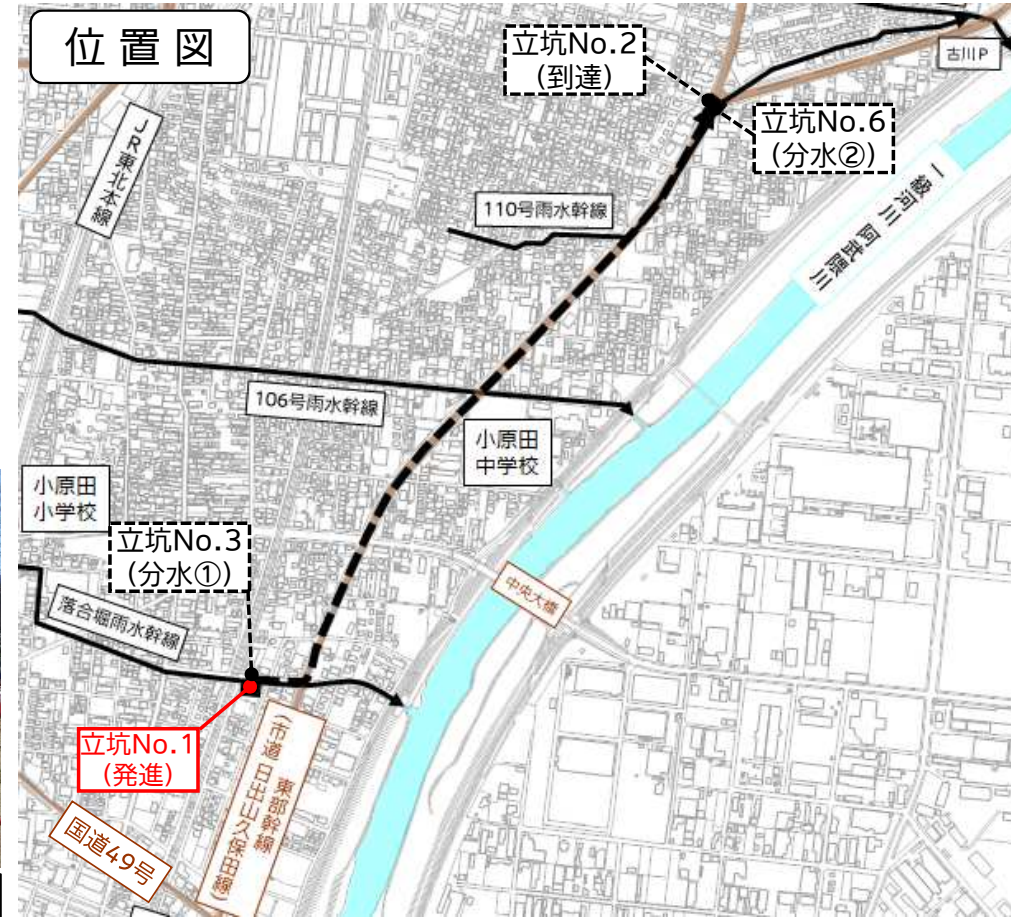 位置図
立坑No.2
(到達)
古川P
立坑No.6
(分水②)
JR東北本線
一級河川 阿武隈川
110号雨水幹線
106号雨水幹線
小原田
中学校
小原田
小学校
立坑No.3
(分水①)
中央大橋
落合堀雨水幹線
立坑No.1
(発進)
東部幹線
(市道 日出山久保田線)
国道49号